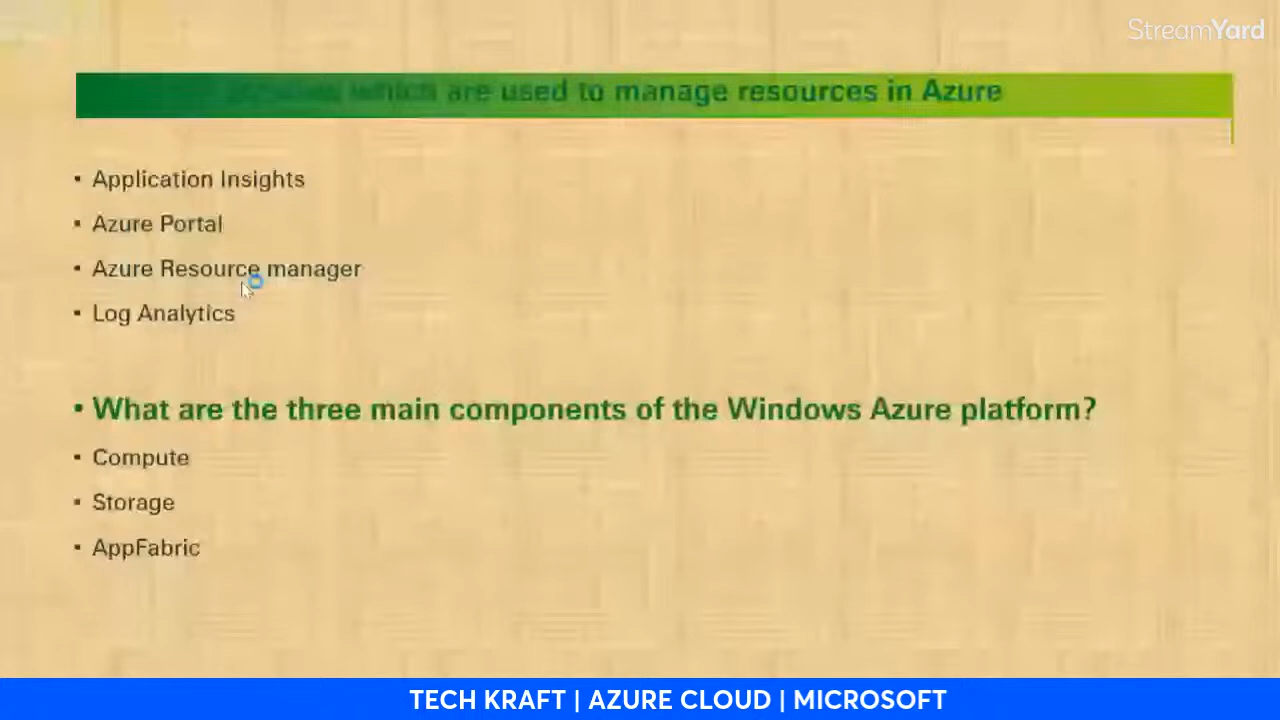 StreamYard
which are used to manage resources in Azure
▪ Application Insights
▪ Azure Portal
▪ Azure Resource manager
▪ Log Analytics
▪ What are the three main components of the Windows Azure platform?
▪ Compute
▪ Storage
▪ AppFabric
TECH KRAFT | AZURE CLOUD | MICROSOFT